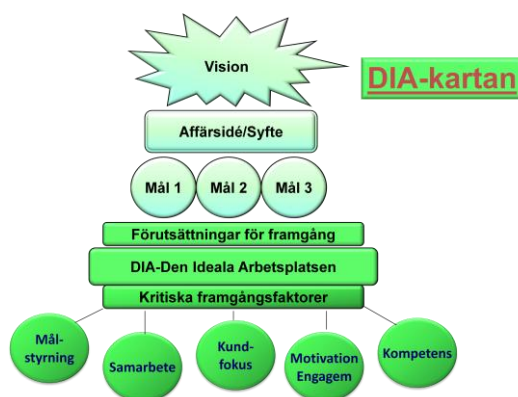 Vision
DIA-kartan
Affärsidé/Syfte
Mål 1
Mål 2
Mål 3
Förutsättningar för framgång
DIA-Den Ideala Arbetsplatsen
Kritiska framgångsfaktorer
Mål-
styrning
Samarbete
Kund-
fokus
Motivation
Engagem
Kompetens